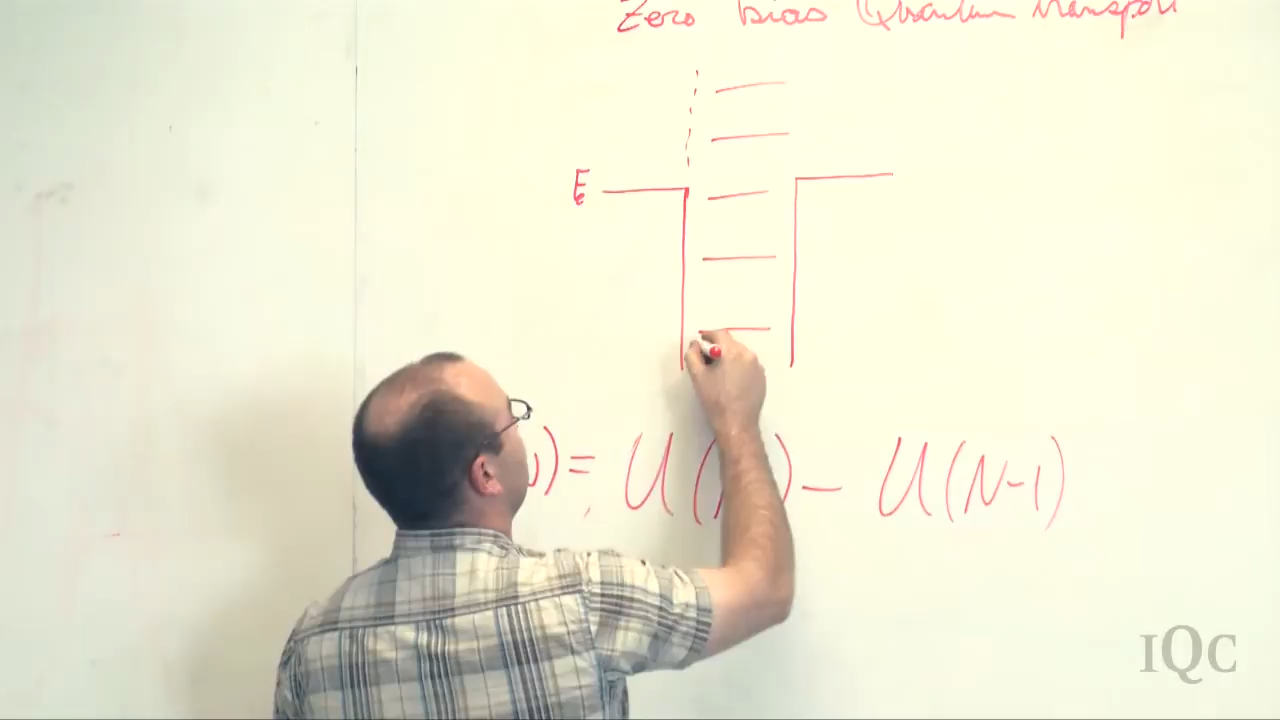 Zero bias Quantum transport
E
) = U( ) - U(N-1)
IQC